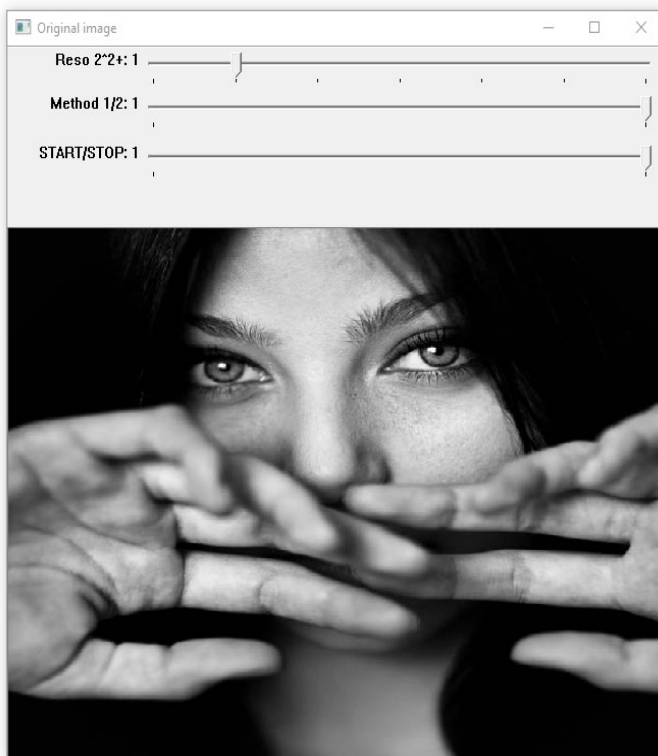 Original image
Reso 2^2+: 1
Method 1/2: 1
START/STOP: 1